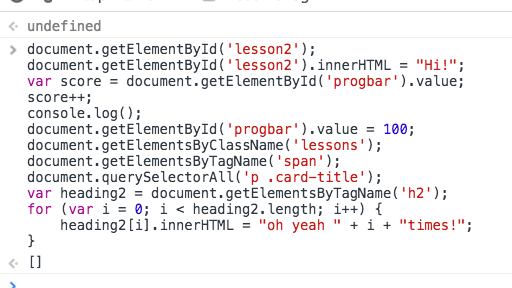 undefined
document.getElementById('lesson2');
document.getElementById('lesson2').innerHTML = "Hi!";
var score = document.getElementById('progbar').value;
score++;
console.log();
document.getElementById('progbar').value = 100;
document.getElementsByClassName('lessons');
document.getElementsByTagName('span');
document.querySelectorAll('p .card-title');
var heading2 = document.getElementsByTagName('h2');
for (var i = 0; i < heading2.length; i++) {
    heading2[i].innerHTML = "oh yeah " + i + "times!";
}
[]